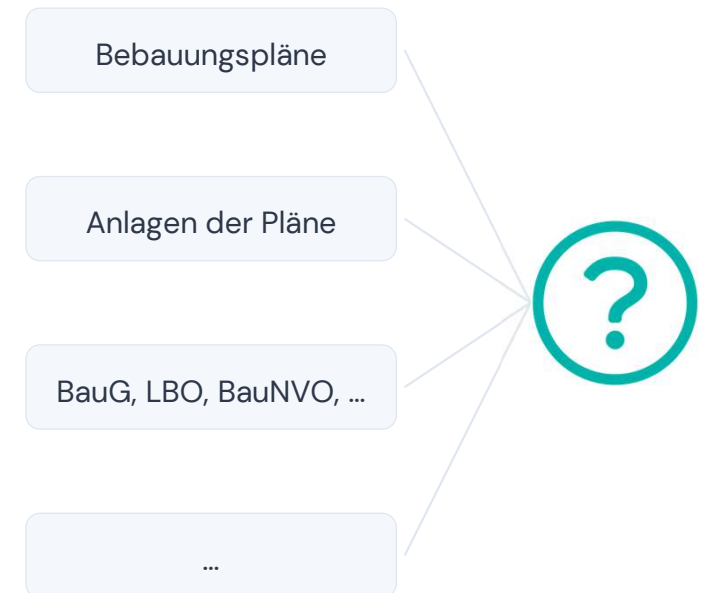 Bebauungspläne
Anlagen der Pläne
BauG, LBO, BauNVO, ...
...
?